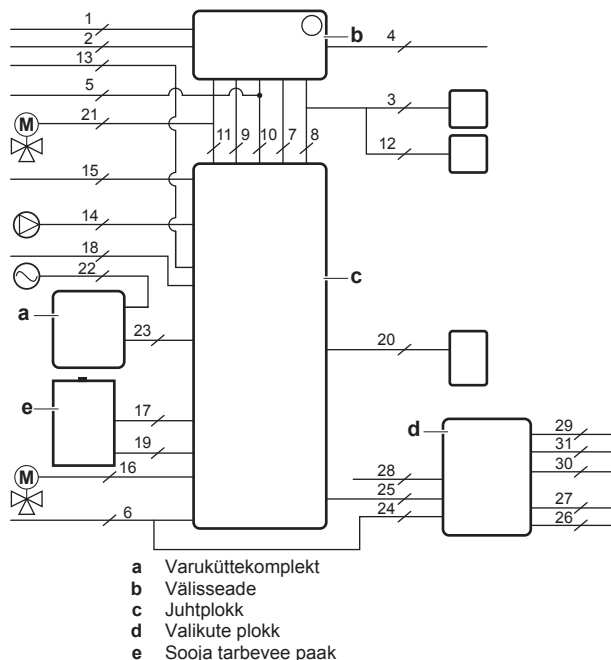 1
2
b
4
13
5
3
21
M
11 9 10 7 8
12
15
14
18
22
c
a
23
20
e
17
d
29
19
31
M
28
30
16
25
27
6
24
26
a Varuküttekomplekt
b Välisseade
c Juhtplokk
d Valikute plokk
e Sooja tarbevee paak